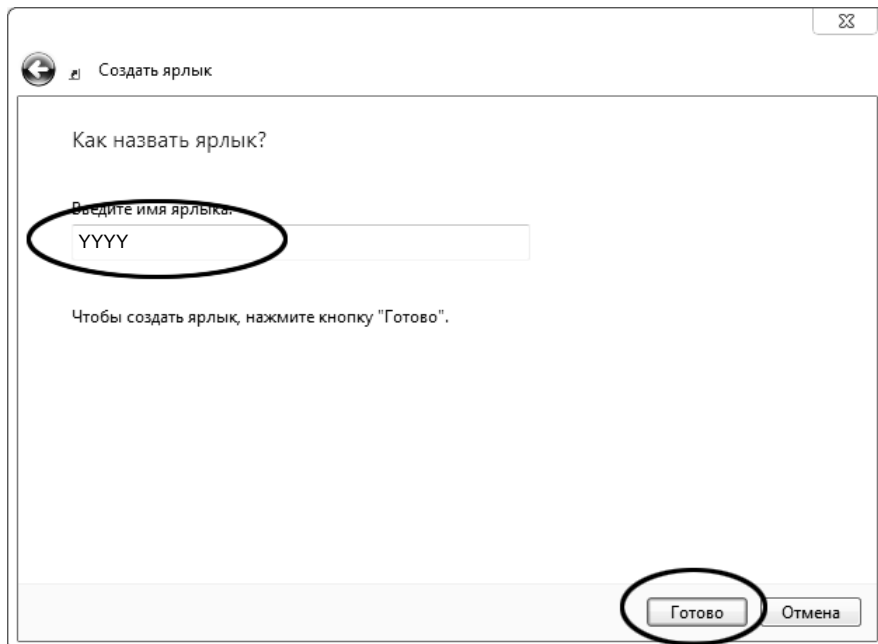 Создать ярлык
Как назвать ярлык?
Введите имя ярлыка:
YYYY
Чтобы создать ярлык, нажмите кнопку "Готово".
Готово
Отмена